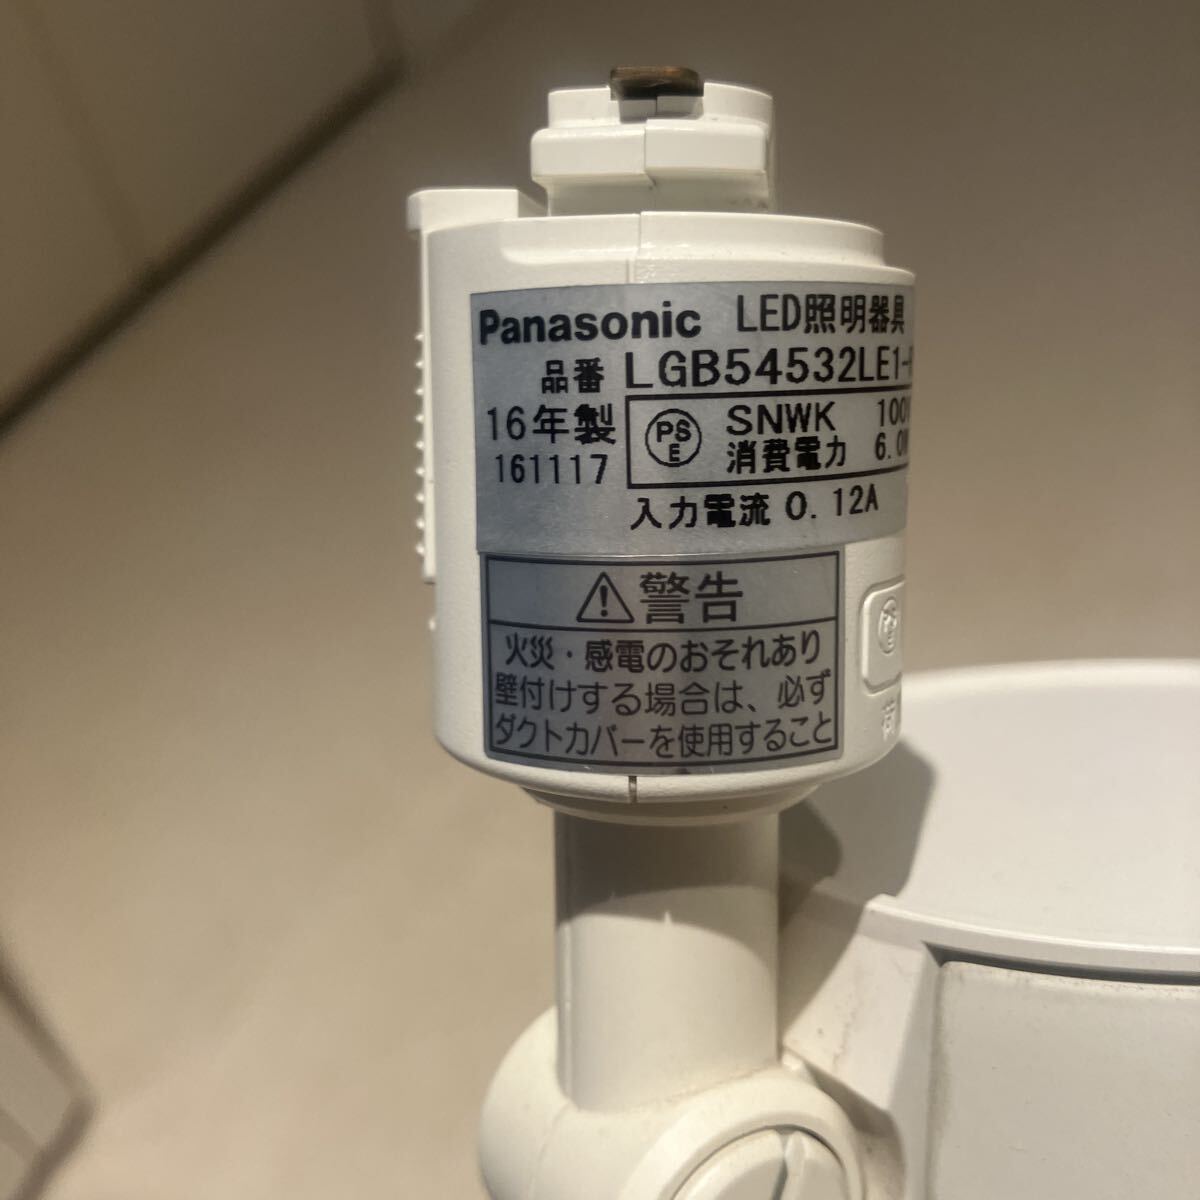 Panasonic LED照明器具
品番 LGB54532LE1-
16年製
161117
PS
E
SNWK 100V
消費電力 6.0W
入力電流 0.12A
警告
火災・感電のおそれあり
壁付けする場合は、必ず
ダクトカバーを使用すること